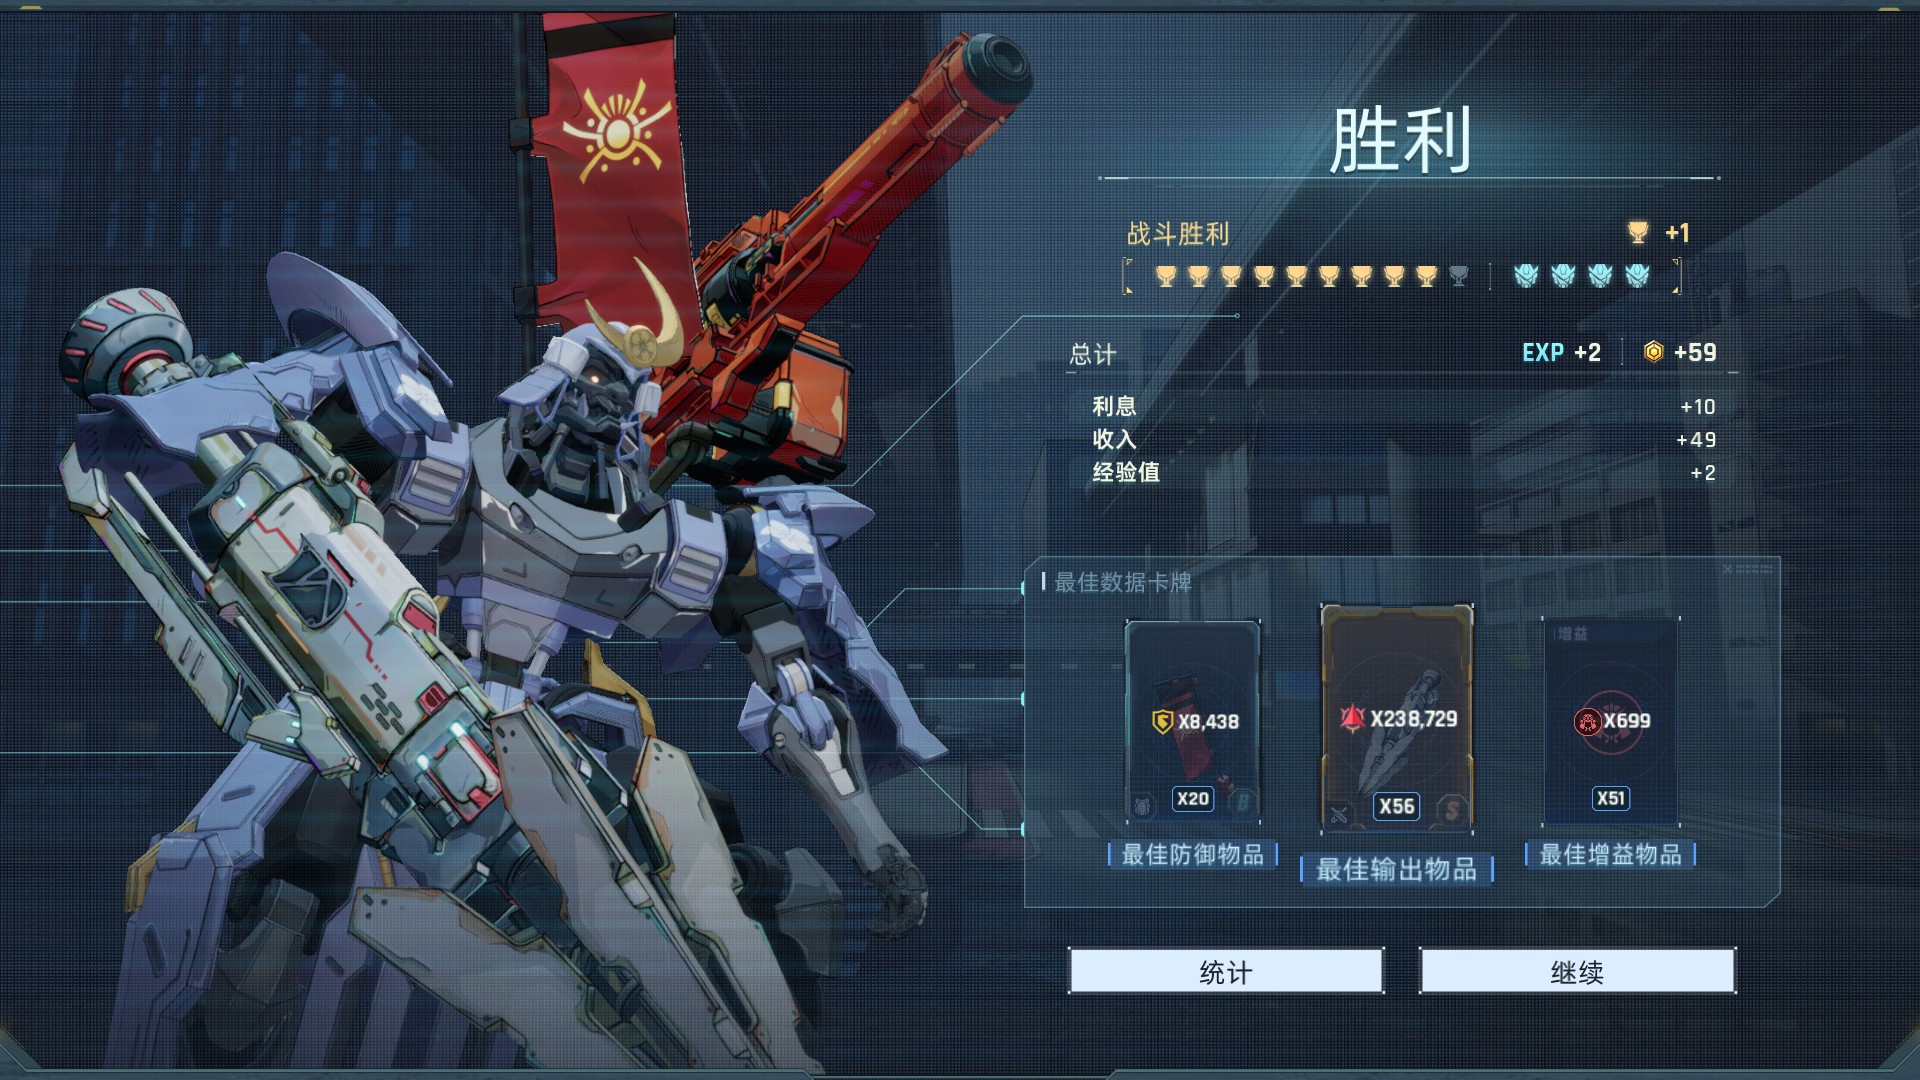 胜利
战斗胜利 +1
总计 EXP +2 +59
利息 +10
收入 +49
经验值 +2
最佳数据卡牌
增益
X8,438 X238,729 X699
X20 X56 X51
B S
最佳防御物品 最佳输出物品 最佳增益物品
统计 继续